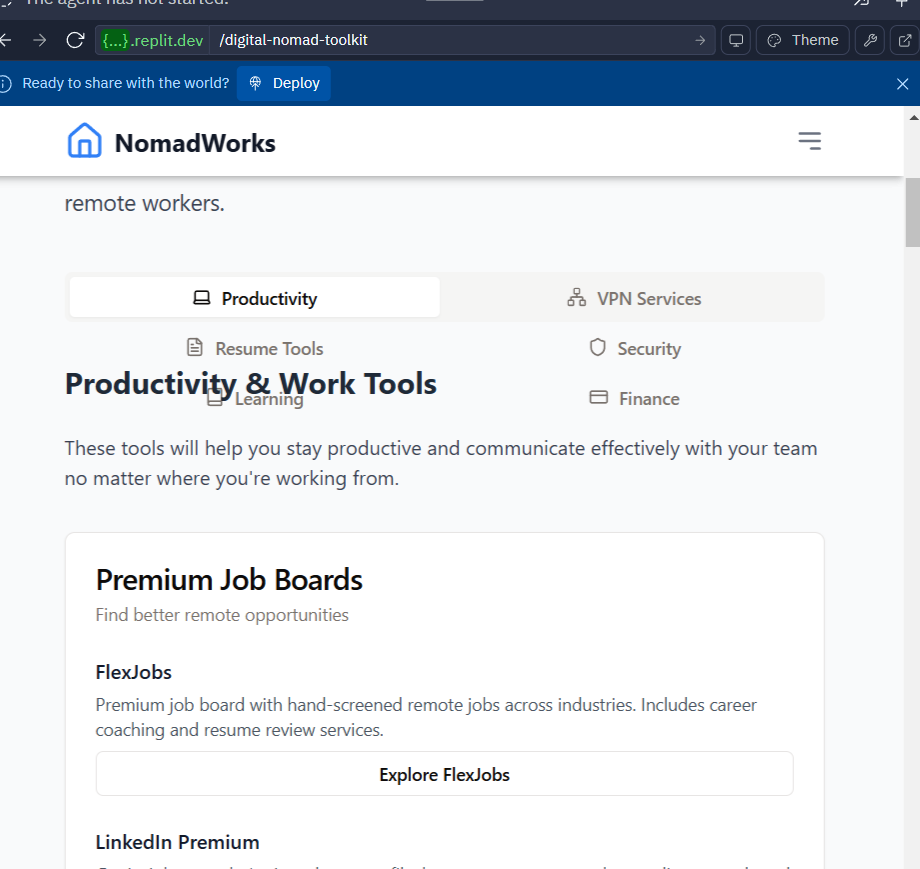 The agent has not started.
{...}.replit.dev /digital-nomad-toolkit Theme
Ready to share with the world? Deploy
NomadWorks
remote workers.
Productivity VPN Services
Resume Tools Security
Productivity & Work Tools
Learning Finance
These tools will help you stay productive and communicate effectively with your team
no matter where you're working from.
Premium Job Boards
Find better remote opportunities
FlexJobs
Premium job board with hand-screened remote jobs across industries. Includes career
coaching and resume review services.
Explore FlexJobs
LinkedIn Premium